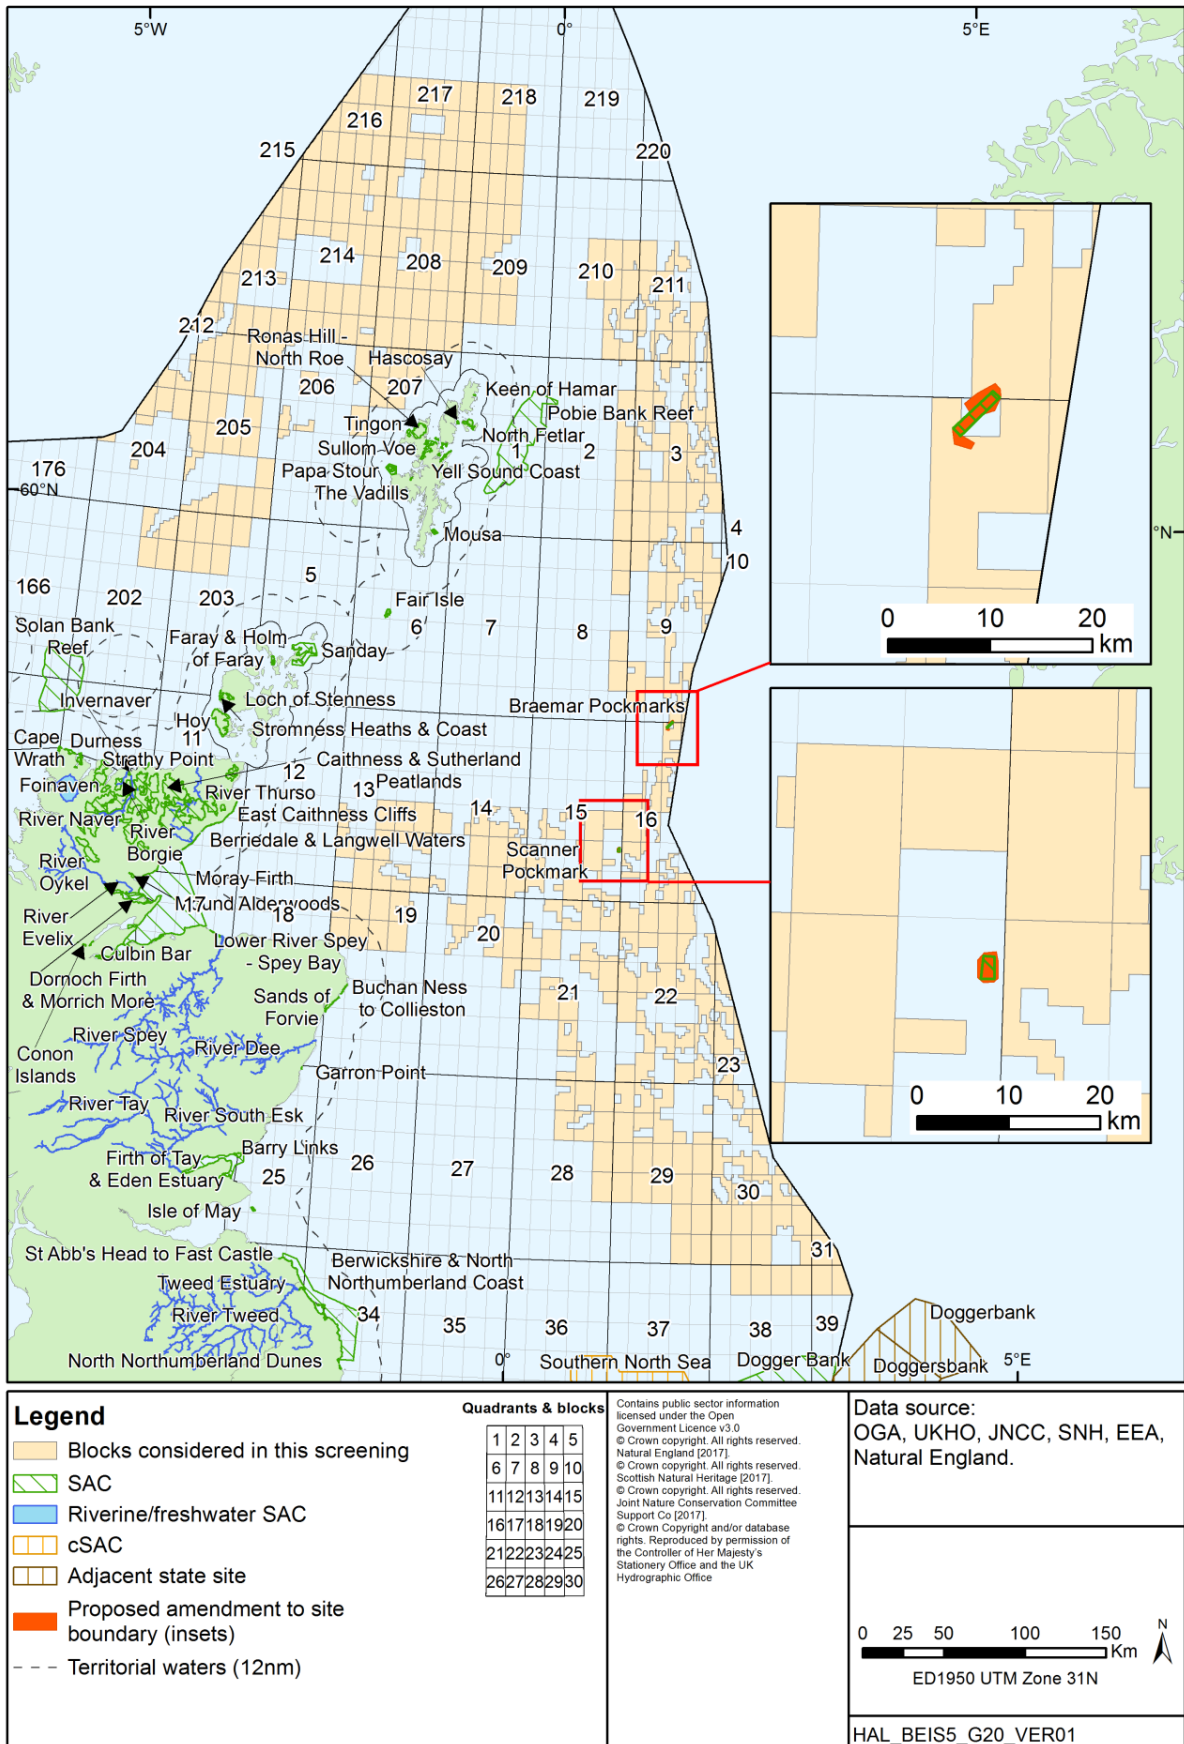 5°W
0°
5°E
217
218
219
216
215
220
214
208
209
210
213
211
212
Ronas Hill -
North Roe
Hascosay
206
207
Keen of Hamar
Pobie Bank Reef
205
Tingon
North Fetlar
204
Sullom Voe
1
2
3
176
Papa Stour
Yell Sound Coast
60°N
The Vadills
4
Mousa
10
°N
5
166
202
203
Fair Isle
Solan Bank
Reef
6
7
8
9
Faray & Holm
of Faray
Sanday
Invernaver
Loch of Stenness
Braemar Pockmarks
Hoy
Stromness Heaths & Coast
11
Cape
Wrath
Durness
Strathy Point
12
Caithness & Sutherland
Peatlands
Foinaven
River Thurso
13
14
15
16
River Naver
East Caithness Cliffs
River
Borgie
Berriedale & Langwell Waters
Scanner
Pockmark
River
Oykel
Moray Firth
Mound Alderwoods
17
18
19
20
River
Evelix
Culbin Bar
Lower River Spey
- Spey Bay
Dornoch Firth
& Morrich More
Sands of
Forvie
Buchan Ness
to Collieston
21
22
River Spey
River Dee
Conon
Islands
Garron Point
23
River Tay
River South Esk
Barry Links
Firth of Tay
& Eden Estuary
25
26
27
28
29
30
Isle of May
St Abb's Head to Fast Castle
Berwickshire & North
Northumberland Coast
31
Tweed Estuary
River Tweed
34
35
36
37
38
39
Doggerbank
North Northumberland Dunes
0°
Southern North Sea
Dogger Bank
Doggersbank
5°E
0 10 20
km
0 10 20
km
Legend
Blocks considered in this screening
SAC
Riverine/freshwater SAC
cSAC
Adjacent state site
Proposed amendment to site
boundary (insets)
Territorial waters (12nm)
Quadrants & blocks
1 2 3 4 5
6 7 8 9 10
11 12 13 14 15
16 17 18 19 20
21 22 23 24 25
26 27 28 29 30
Contains public sector information
licensed under the Open
Government Licence v3.0
© Crown copyright. All rights reserved.
Natural England [2017].
© Crown copyright. All rights reserved.
Scottish Natural Heritage [2017].
© Crown copyright. All rights reserved.
Joint Nature Conservation Committee
Support Co [2017].
© Crown Copyright and/or database
rights. Reproduced by permission of
the Controller of Her Majesty's
Stationery Office and the UK
Hydrographic Office
Data source:
OGA, UKHO, JNCC, SNH, EEA,
Natural England.
0 25 50 100 150
Km
N
ED1950 UTM Zone 31N
HAL_BEIS5_G20_VER01